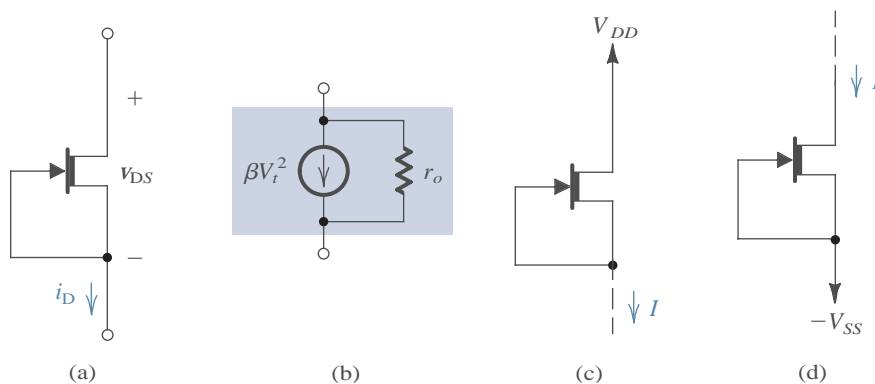 V_DD
I
+
v_DS
−
i_D
βV_t^2
r_o
I
−V_SS
(a)
(b)
(c)
(d)